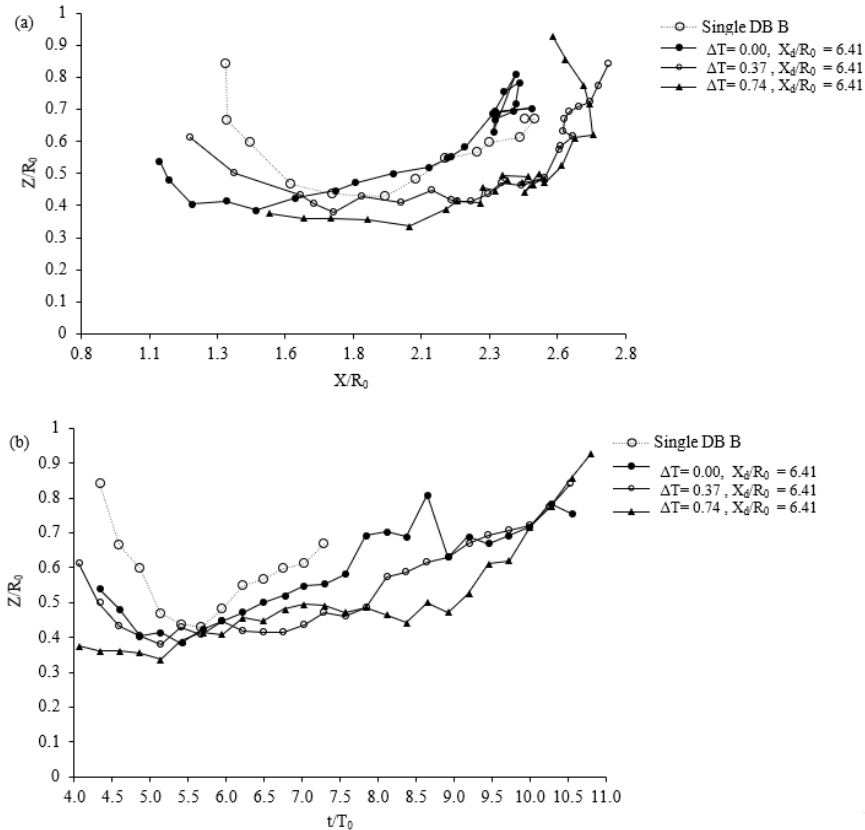 (a)
1
0.9
0.8
0.7
0.6
0.5
0.4
0.3
0.2
0.1
0
Z/R₀
0.8 1.1 1.3 1.6 1.8 2.1 2.3 2.6 2.8
X/R₀
Single DB B
ΔT= 0.00, X_d/R₀ = 6.41
ΔT= 0.37 , X_d/R₀ = 6.41
ΔT= 0.74 , X_d/R₀ = 6.41
(b)
1
0.9
0.8
0.7
0.6
0.5
0.4
0.3
0.2
0.1
0
Z/R₀
4.0 4.5 5.0 5.5 6.0 6.5 7.0 7.5 8.0 8.5 9.0 9.5 10.0 10.5 11.0
t/T₀
Single DB B
ΔT= 0.00, X_d/R₀ = 6.41
ΔT= 0.37 , X_d/R₀ = 6.41
ΔT= 0.74 , X_d/R₀ = 6.41